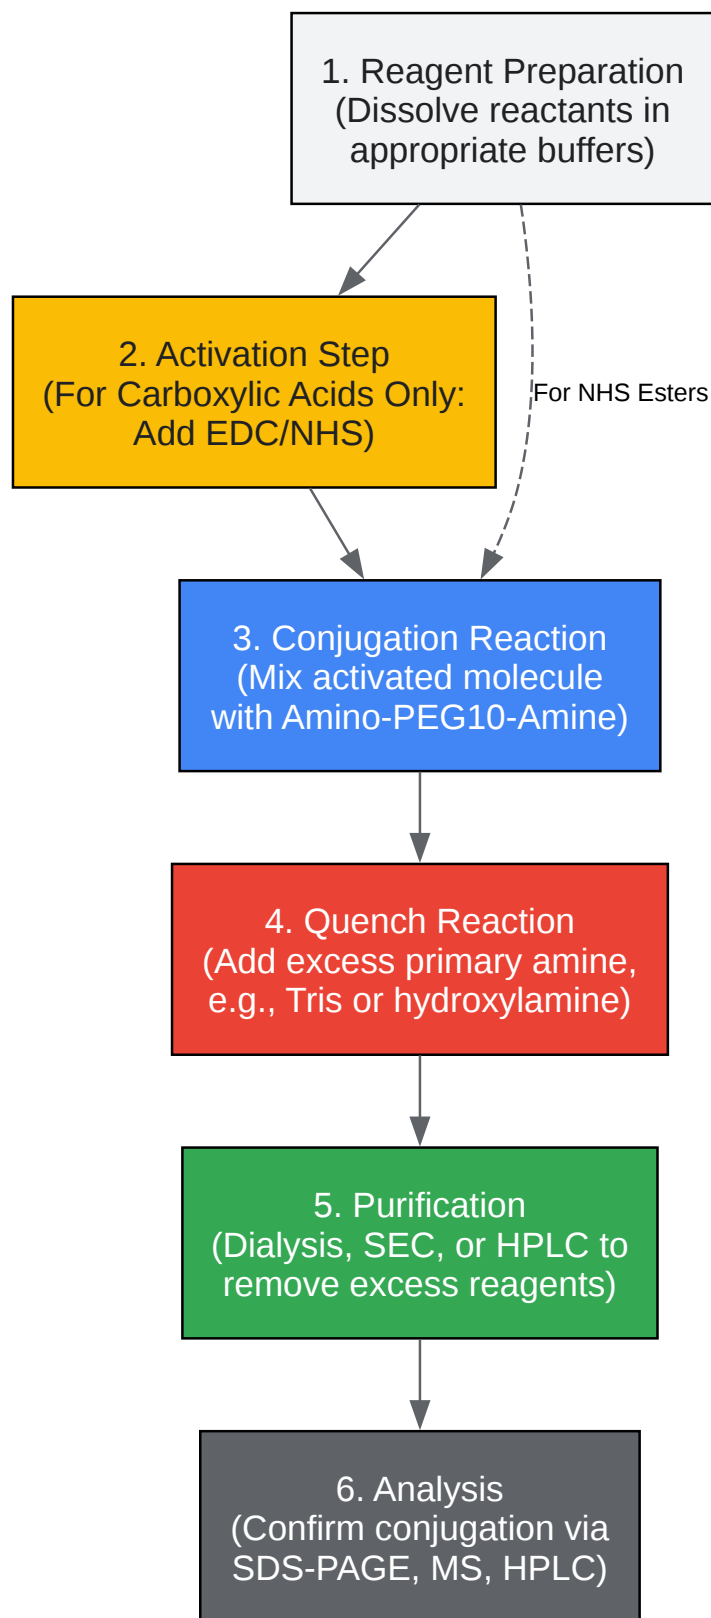 1. Reagent Preparation
(Dissolve reactants in
appropriate buffers)
2. Activation Step
(For Carboxylic Acids Only:
Add EDC/NHS)
For NHS Esters
3. Conjugation Reaction
(Mix activated molecule
with Amino-PEG10-Amine)
4. Quench Reaction
(Add excess primary amine,
e.g., Tris or hydroxylamine)
5. Purification
(Dialysis, SEC, or HPLC to
remove excess reagents)
6. Analysis
(Confirm conjugation via
SDS-PAGE, MS, HPLC)